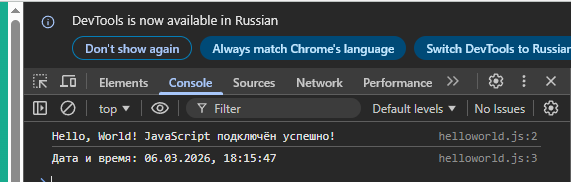 DevTools is now available in Russian
Don't show again Always match Chrome's language Switch DevTools to Russian
Elements Console Sources Network Performance
top Filter Default levels No Issues
Hello, World! JavaScript подключён успешно! helloworld.js:2
Дата и время: 06.03.2026, 18:15:47 helloworld.js:3